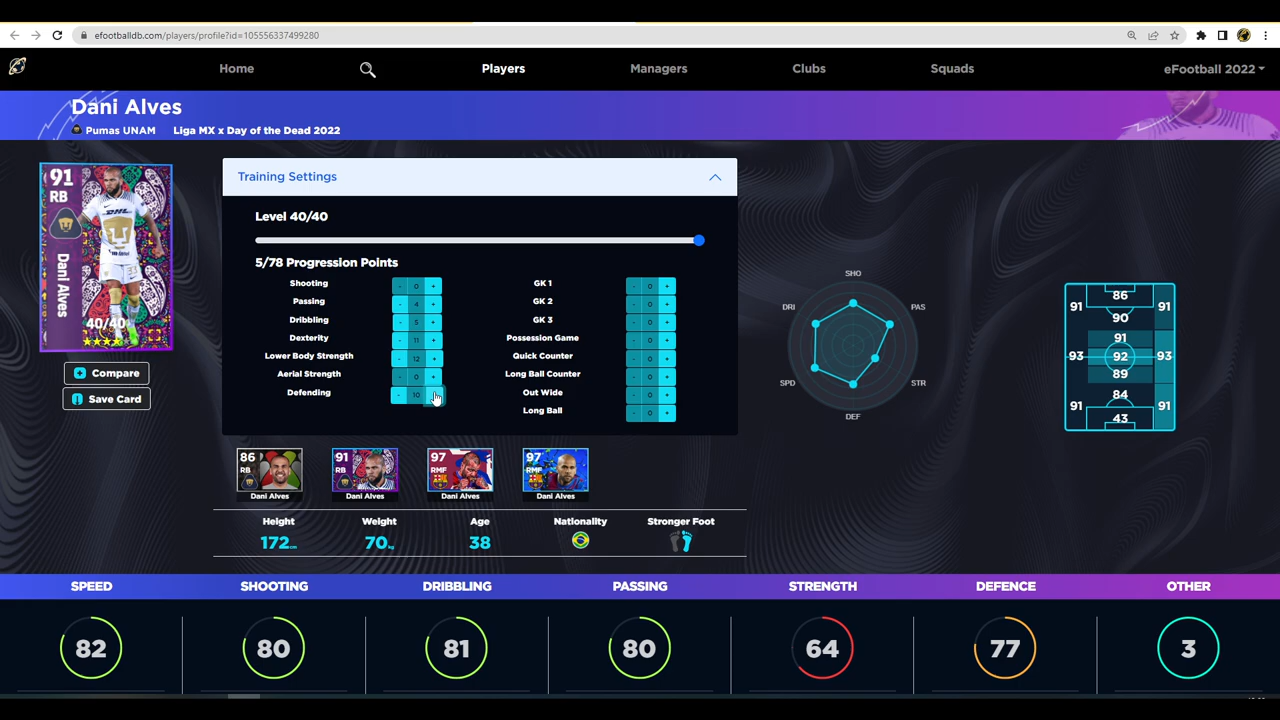 efootballdb.com/players/profile?id=105556337499280
Home
Players
Managers
Clubs
Squads
eFootball 2022
Dani Alves
Pumas UNAM Liga MX x Day of the Dead 2022
91
RB
Dani Alves
DHL
33
40/40
Compare
Save Card
Training Settings
Level 40/40
5/78 Progression Points
Shooting - 0 +
Passing - 4 +
Dribbling - 5 +
Dexterity - 11 +
Lower Body Strength - 12 +
Aerial Strength - 0 +
Defending - 10
GK 1 - 0 +
GK 2 - 0 +
GK 3 - 0 +
Possession Game - 0 +
Quick Counter - 0 +
Long Ball Counter - 0 +
Out Wide - 0 +
Long Ball - 0 +
SHO
DRI PAS
SPD STR
DEF
91 86 91
90
91
93 92 93
89
84
91 43 91
86
RB
Dani Alves
91
RB
Dani Alves
97
RMF
Dani Alves
97
RMF
Dani Alves
Height Weight Age Nationality Stronger Foot
172cm 70kg 38
SPEED SHOOTING DRIBBLING PASSING STRENGTH DEFENCE OTHER
82 80 81 80 64 77 3